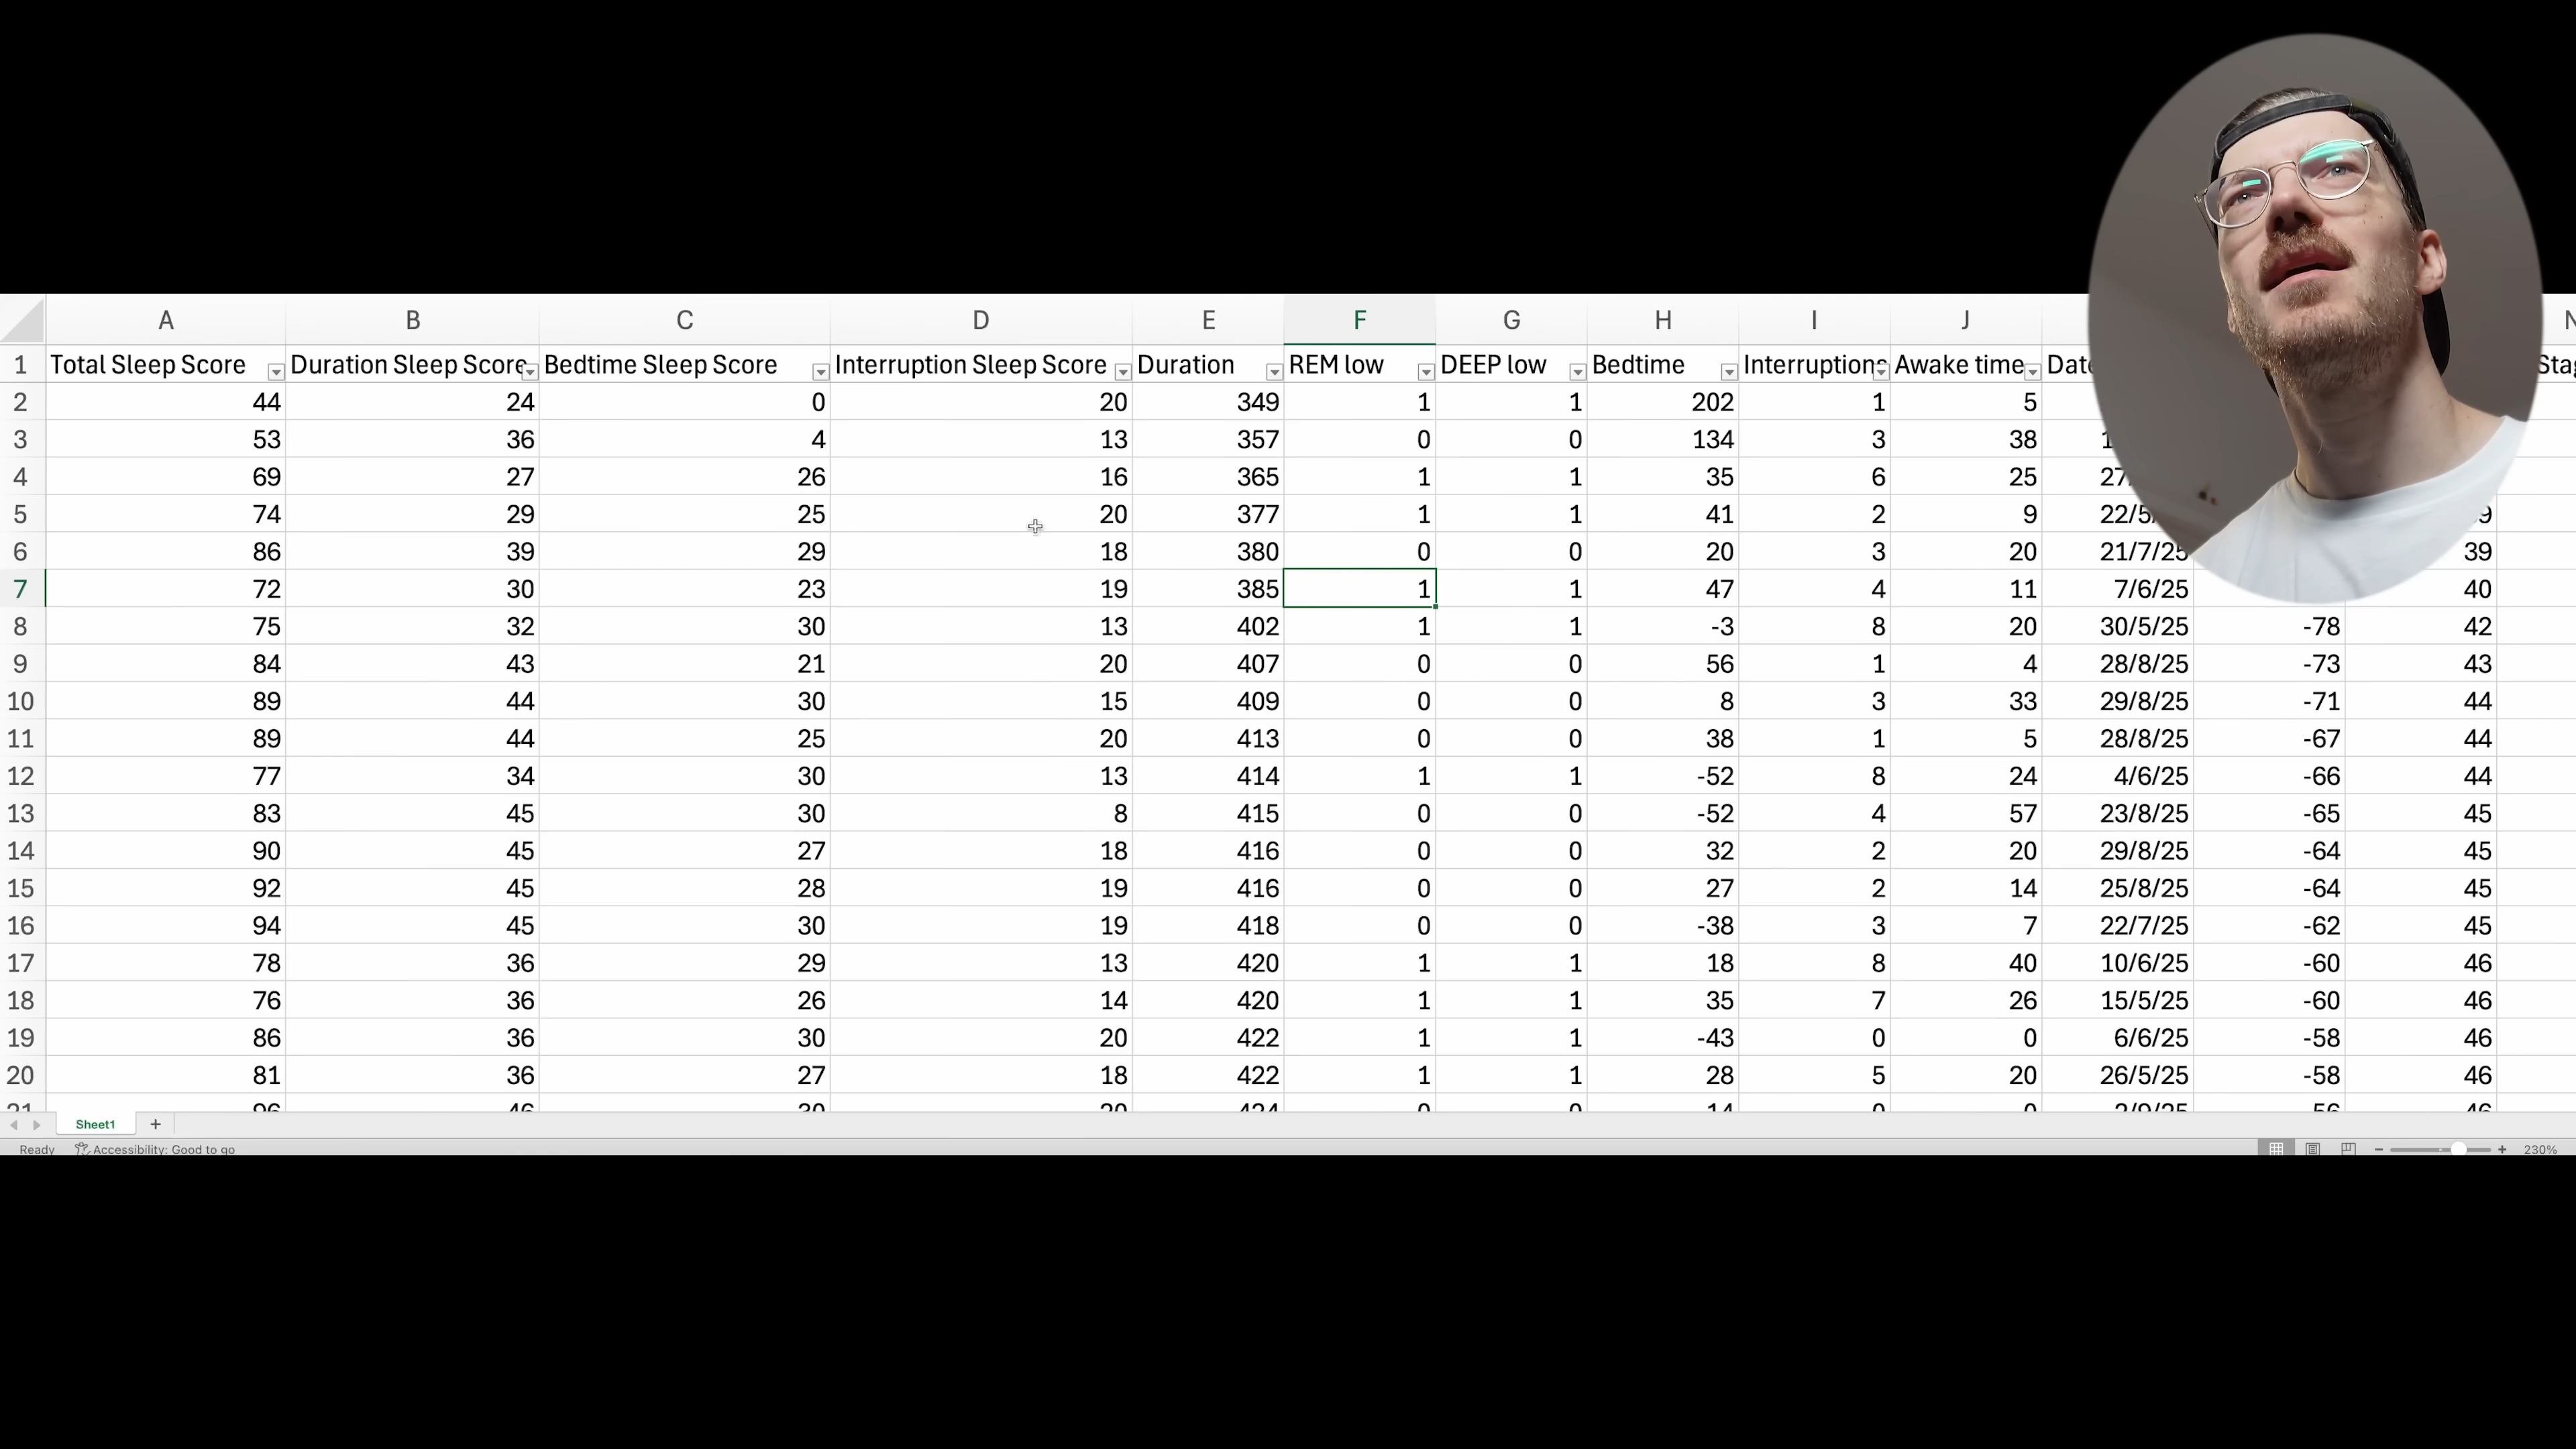 A B C D E F G H I J
1 Total Sleep Score Duration Sleep Score Bedtime Sleep Score Interruption Sleep Score Duration REM low DEEP low Bedtime Interruptions Awake time
2 44 24 0 20 349 1 1 202 1 5
3 53 36 4 13 357 0 0 134 3 38
4 69 27 26 16 365 1 1 35 6 25
5 74 29 25 20 377 1 1 41 2 9
6 86 39 29 18 380 0 0 20 3 20 21/7/25 39
7 72 30 23 19 385 1 1 47 4 11 7/6/25 40
8 75 32 30 13 402 1 1 -3 8 20 30/5/25 -78 42
9 84 43 21 20 407 0 0 56 1 4 28/8/25 -73 43
10 89 44 30 15 409 0 0 8 3 33 29/8/25 -71 44
11 89 44 25 20 413 0 0 38 1 5 28/8/25 -67 44
12 77 34 30 13 414 1 1 -52 8 24 4/6/25 -66 44
13 83 45 30 8 415 0 0 -52 4 57 23/8/25 -65 45
14 90 45 27 18 416 0 0 32 2 20 29/8/25 -64 45
15 92 45 28 19 416 0 0 27 2 14 25/8/25 -64 45
16 94 45 30 19 418 0 0 -38 3 7 22/7/25 -62 45
17 78 36 29 13 420 1 1 18 8 40 10/6/25 -60 46
18 76 36 26 14 420 1 1 35 7 26 15/5/25 -60 46
19 86 36 30 20 422 1 1 -43 0 0 6/6/25 -58 46
20 81 36 27 18 422 1 1 28 5 20 26/5/25 -58 46
Sheet1 +
Ready Accessibility: Good to go 230%